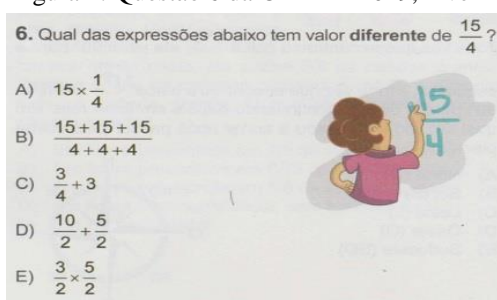 6. Qual das expressões abaixo tem valor diferente de 15/4 ?
A) 15 × 1/4
B) (15 + 15 + 15)/(4 + 4 + 4)
C) 3/4 + 3
D) 10/2 + 5/2
E) 3/2 × 5/2
15/4